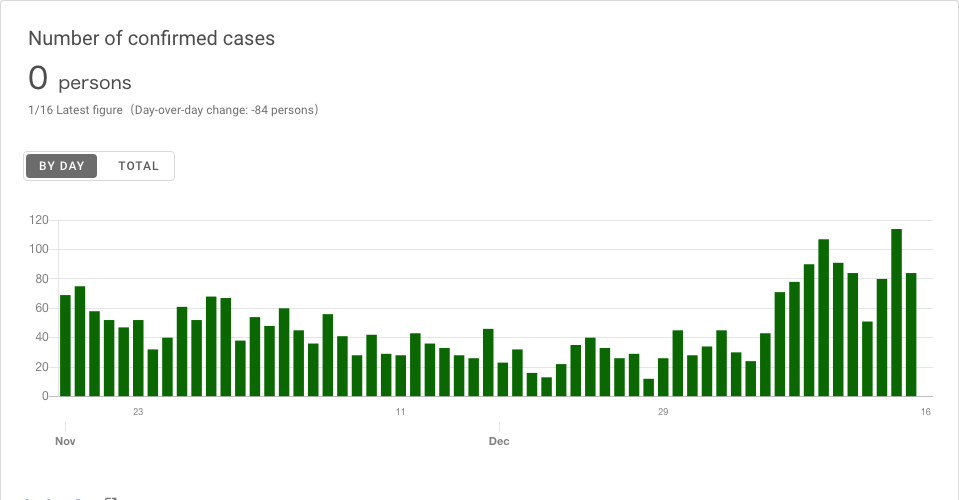 Number of confirmed cases
0 persons
1/16 Latest figure（Day-over-day change: -84 persons）
BY DAY TOTAL
120
100
80
60
40
20
0
23 11 29 16
Nov Dec